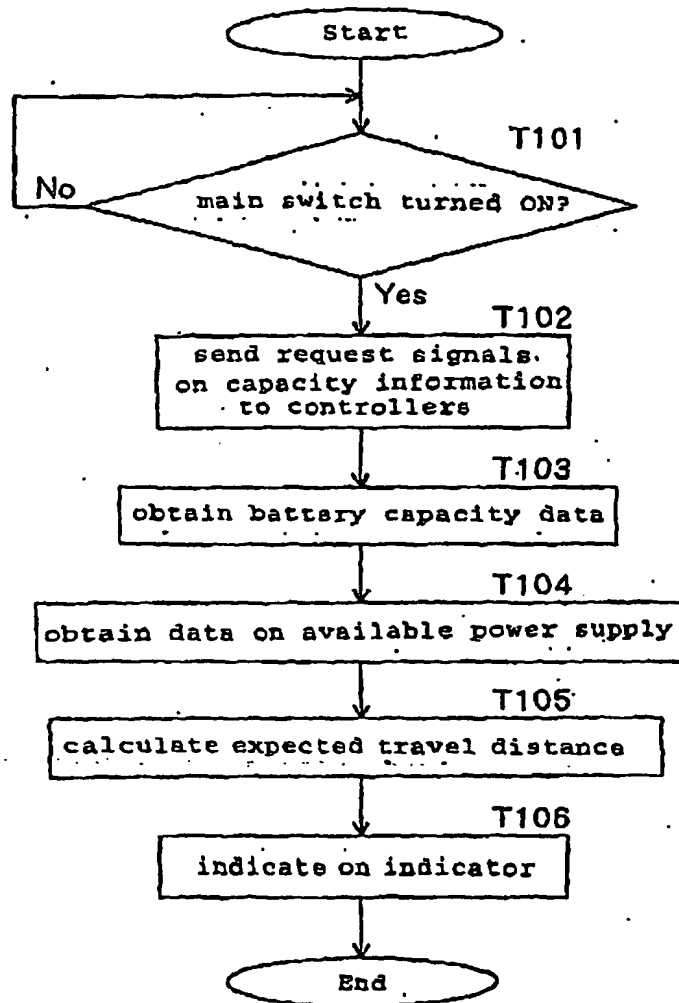 Start
T101
No
main switch turned ON?
Yes
T102
send request signals.
on capacity information
to controllers
T103
obtain battary capacity data
T104
obtain data on available power supply
T105
calculate expected travel distance
T106
indicate on indicator
End